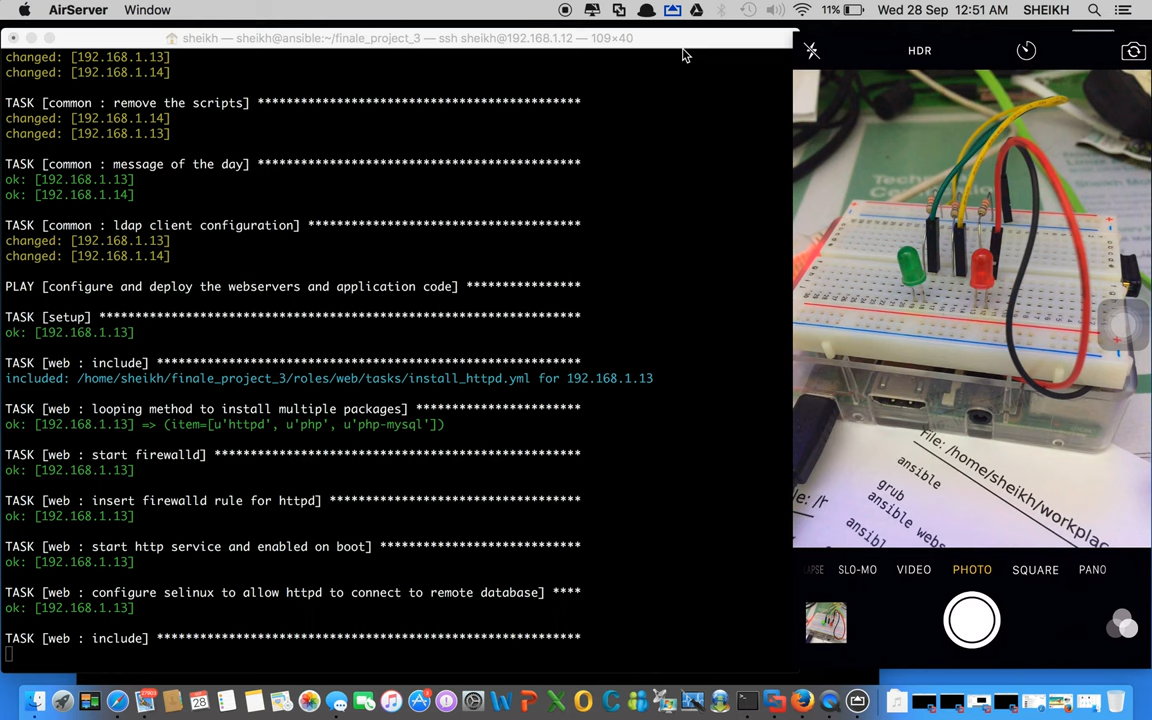 AirServer Window 11% Wed 28 Sep 12:51 AM SHEIKH
sheikh — sheikh@ansible:~/finale_project_3 — ssh sheikh@192.168.1.12 — 109×40
changed: [192.168.1.13]
changed: [192.168.1.14]
TASK [common : remove the scripts] ******************************************
changed: [192.168.1.14]
changed: [192.168.1.13]
TASK [common : message of the day] ******************************************
ok: [192.168.1.13]
ok: [192.168.1.14]
TASK [common : ldap client configuration] ***********************************
changed: [192.168.1.13]
changed: [192.168.1.14]
PLAY [configure and deploy the webservers and application code] *****************
TASK [setup] *******************************************************************
ok: [192.168.1.13]
TASK [web : include] ***********************************************************
included: /home/sheikh/finale_project_3/roles/web/tasks/install_httpd.yml for 192.168.1.13
TASK [web : looping method to install multiple packages] ************************
ok: [192.168.1.13] => (item=[u'httpd', u'php', u'php-mysql'])
TASK [web : start firewalld] ***************************************************
ok: [192.168.1.13]
TASK [web : insert firewalld rule for httpd] ***********************************
ok: [192.168.1.13]
TASK [web : start http service and enabled on boot] ****************************
ok: [192.168.1.13]
TASK [web : configure selinux to allow httpd to connect to remote database] ****
ok: [192.168.1.13]
TASK [web : include] ***********************************************************
HDR
Technical
File: /home/sheikh/workplac
ansible
grub
ansible webs
ansib
SLO-MO VIDEO PHOTO SQUARE PANO